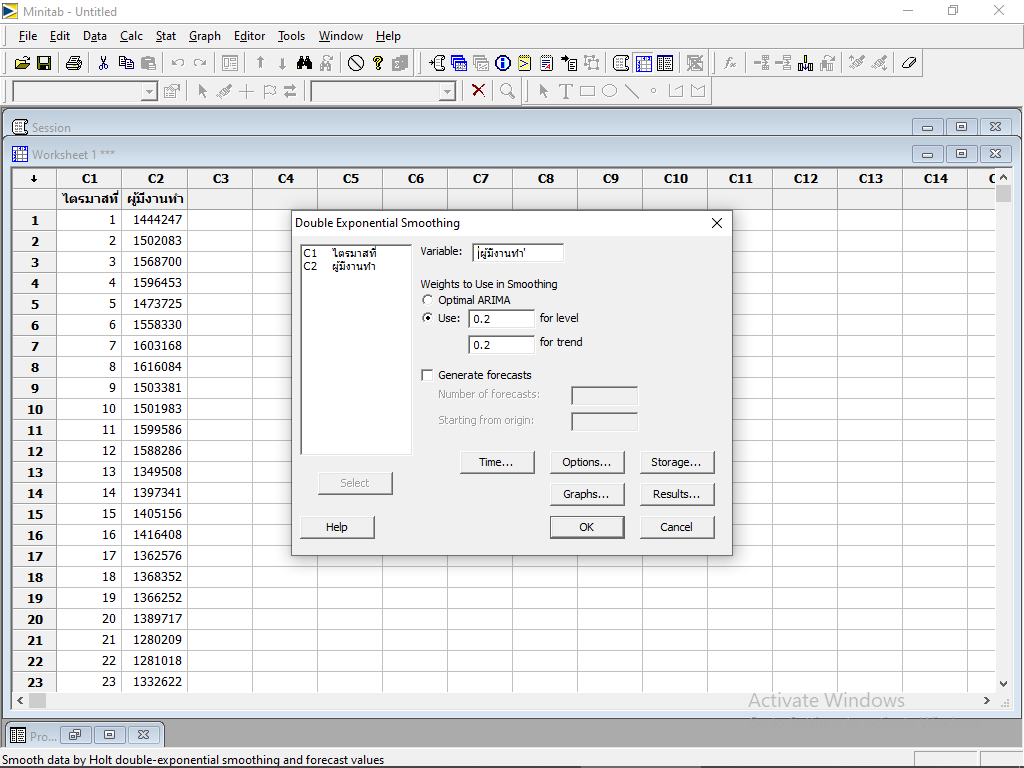 Minitab - Untitled
File Edit Data Calc Stat Graph Editor Tools Window Help
Session
Worksheet 1 ***
↓ C1 C2 C3 C4 C5 C6 C7 C8 C9 C10 C11 C12 C13 C14 C
ไตรมาสที่ ผู้มีงานทำ
1 1 1444247
2 2 1502083
3 3 1568700
4 4 1596453
5 5 1473725
6 6 1558330
7 7 1603168
8 8 1616084
9 9 1503381
10 10 1501983
11 11 1599586
12 12 1588286
13 13 1349508
14 14 1397341
15 15 1405156
16 16 1416408
17 17 1362576
18 18 1368352
19 19 1366252
20 20 1389717
21 21 1280209
22 22 1281018
23 23 1332622
Double Exponential Smoothing
C1 ไตรมาสที่
C2 ผู้มีงานทำ
Variable: ผู้มีงานทำ'
Weights to Use in Smoothing
Optimal ARIMA
Use: 0.2 for level
0.2 for trend
Generate forecasts
Number of forecasts:
Starting from origin:
Time... Options... Storage...
Select
Graphs... Results...
Help OK Cancel
Activate Windows
Pro...
Smooth data by Holt double-exponential smoothing and forecast values